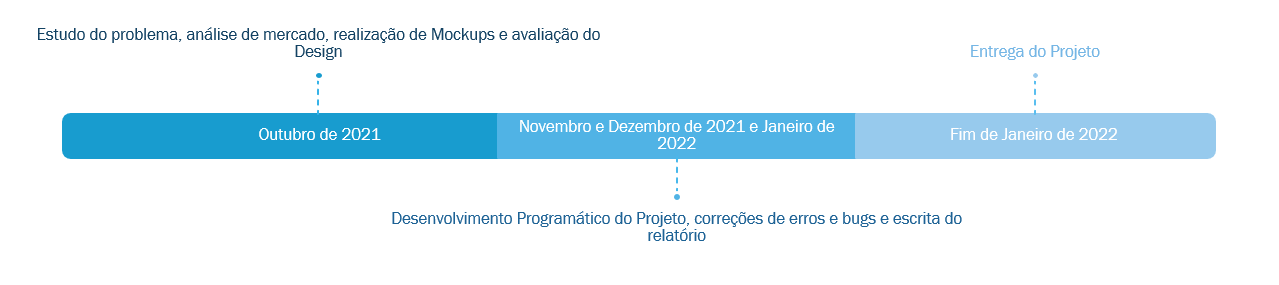 Estudo do problema, análise de mercado, realização de Mockups e avaliação do
Design
Entrega do Projeto
Outubro de 2021
Novembro e Dezembro de 2021 e Janeiro de
2022
Fim de Janeiro de 2022
Desenvolvimento Programático do Projeto, correções de erros e bugs e escrita do
relatório